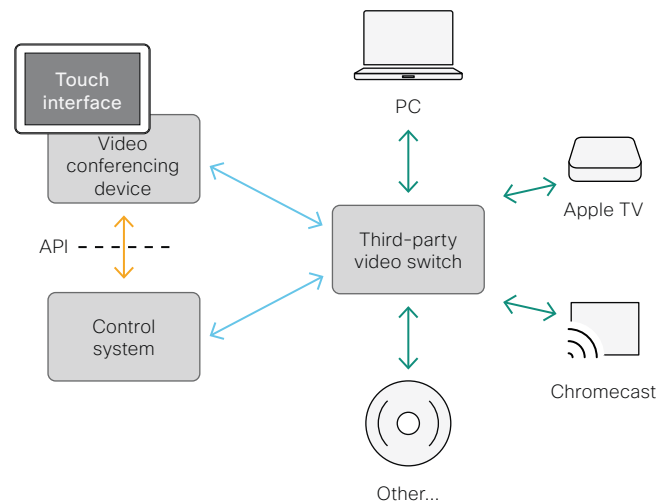 Touch
interface
Video
conferencing
device
API
Control
system
PC
Third-party
video switch
Apple TV
Chromecast
Other...